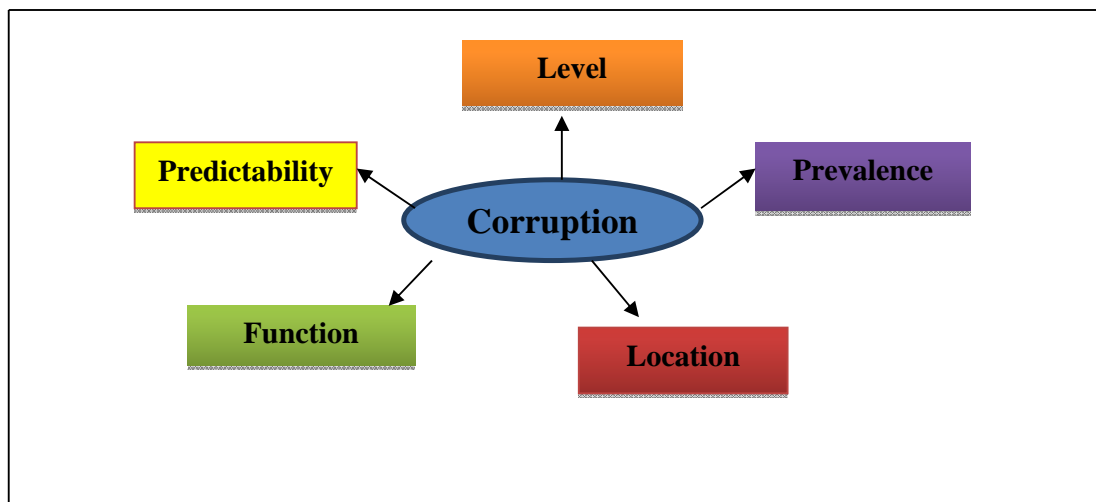 Level
Predictability
Prevalence
Corruption
Function
Location